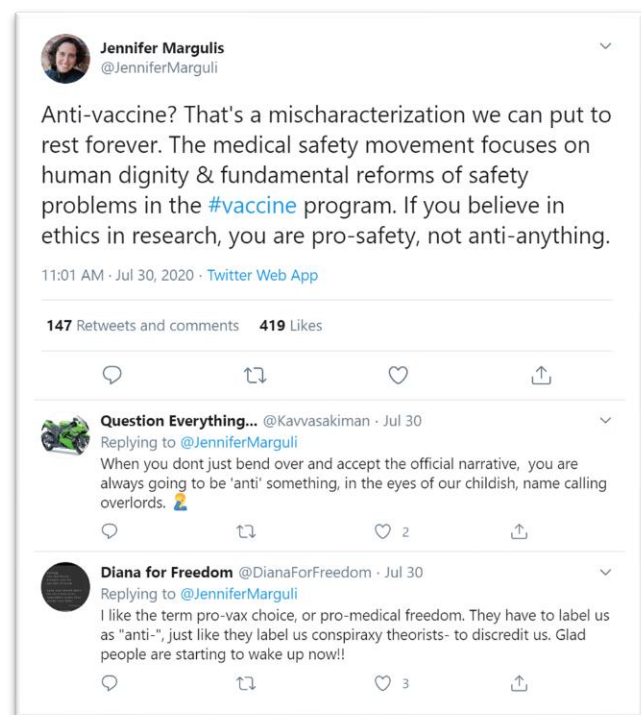 Jennifer Margulis
@JenniferMarguli
Anti-vaccine? That's a mischaracterization we can put to
rest forever. The medical safety movement focuses on
human dignity & fundamental reforms of safety
problems in the #vaccine program. If you believe in
ethics in research, you are pro-safety, not anti-anything.
11:01 AM · Jul 30, 2020 · Twitter Web App
147 Retweets and comments 419 Likes
Question Everything... @Kavvasakiman · Jul 30
Replying to @JenniferMarguli
When you dont just bend over and accept the official narrative, you are
always going to be 'anti' something, in the eyes of our childish, name calling
overlords. 🤦‍♂️
2
Diana for Freedom @DianaForFreedom · Jul 30
Replying to @JenniferMarguli
I like the term pro-vax choice, or pro-medical freedom. They have to label us
as "anti-", just like they label us conspiraxy theorists- to discredit us. Glad
people are starting to wake up now!!
3